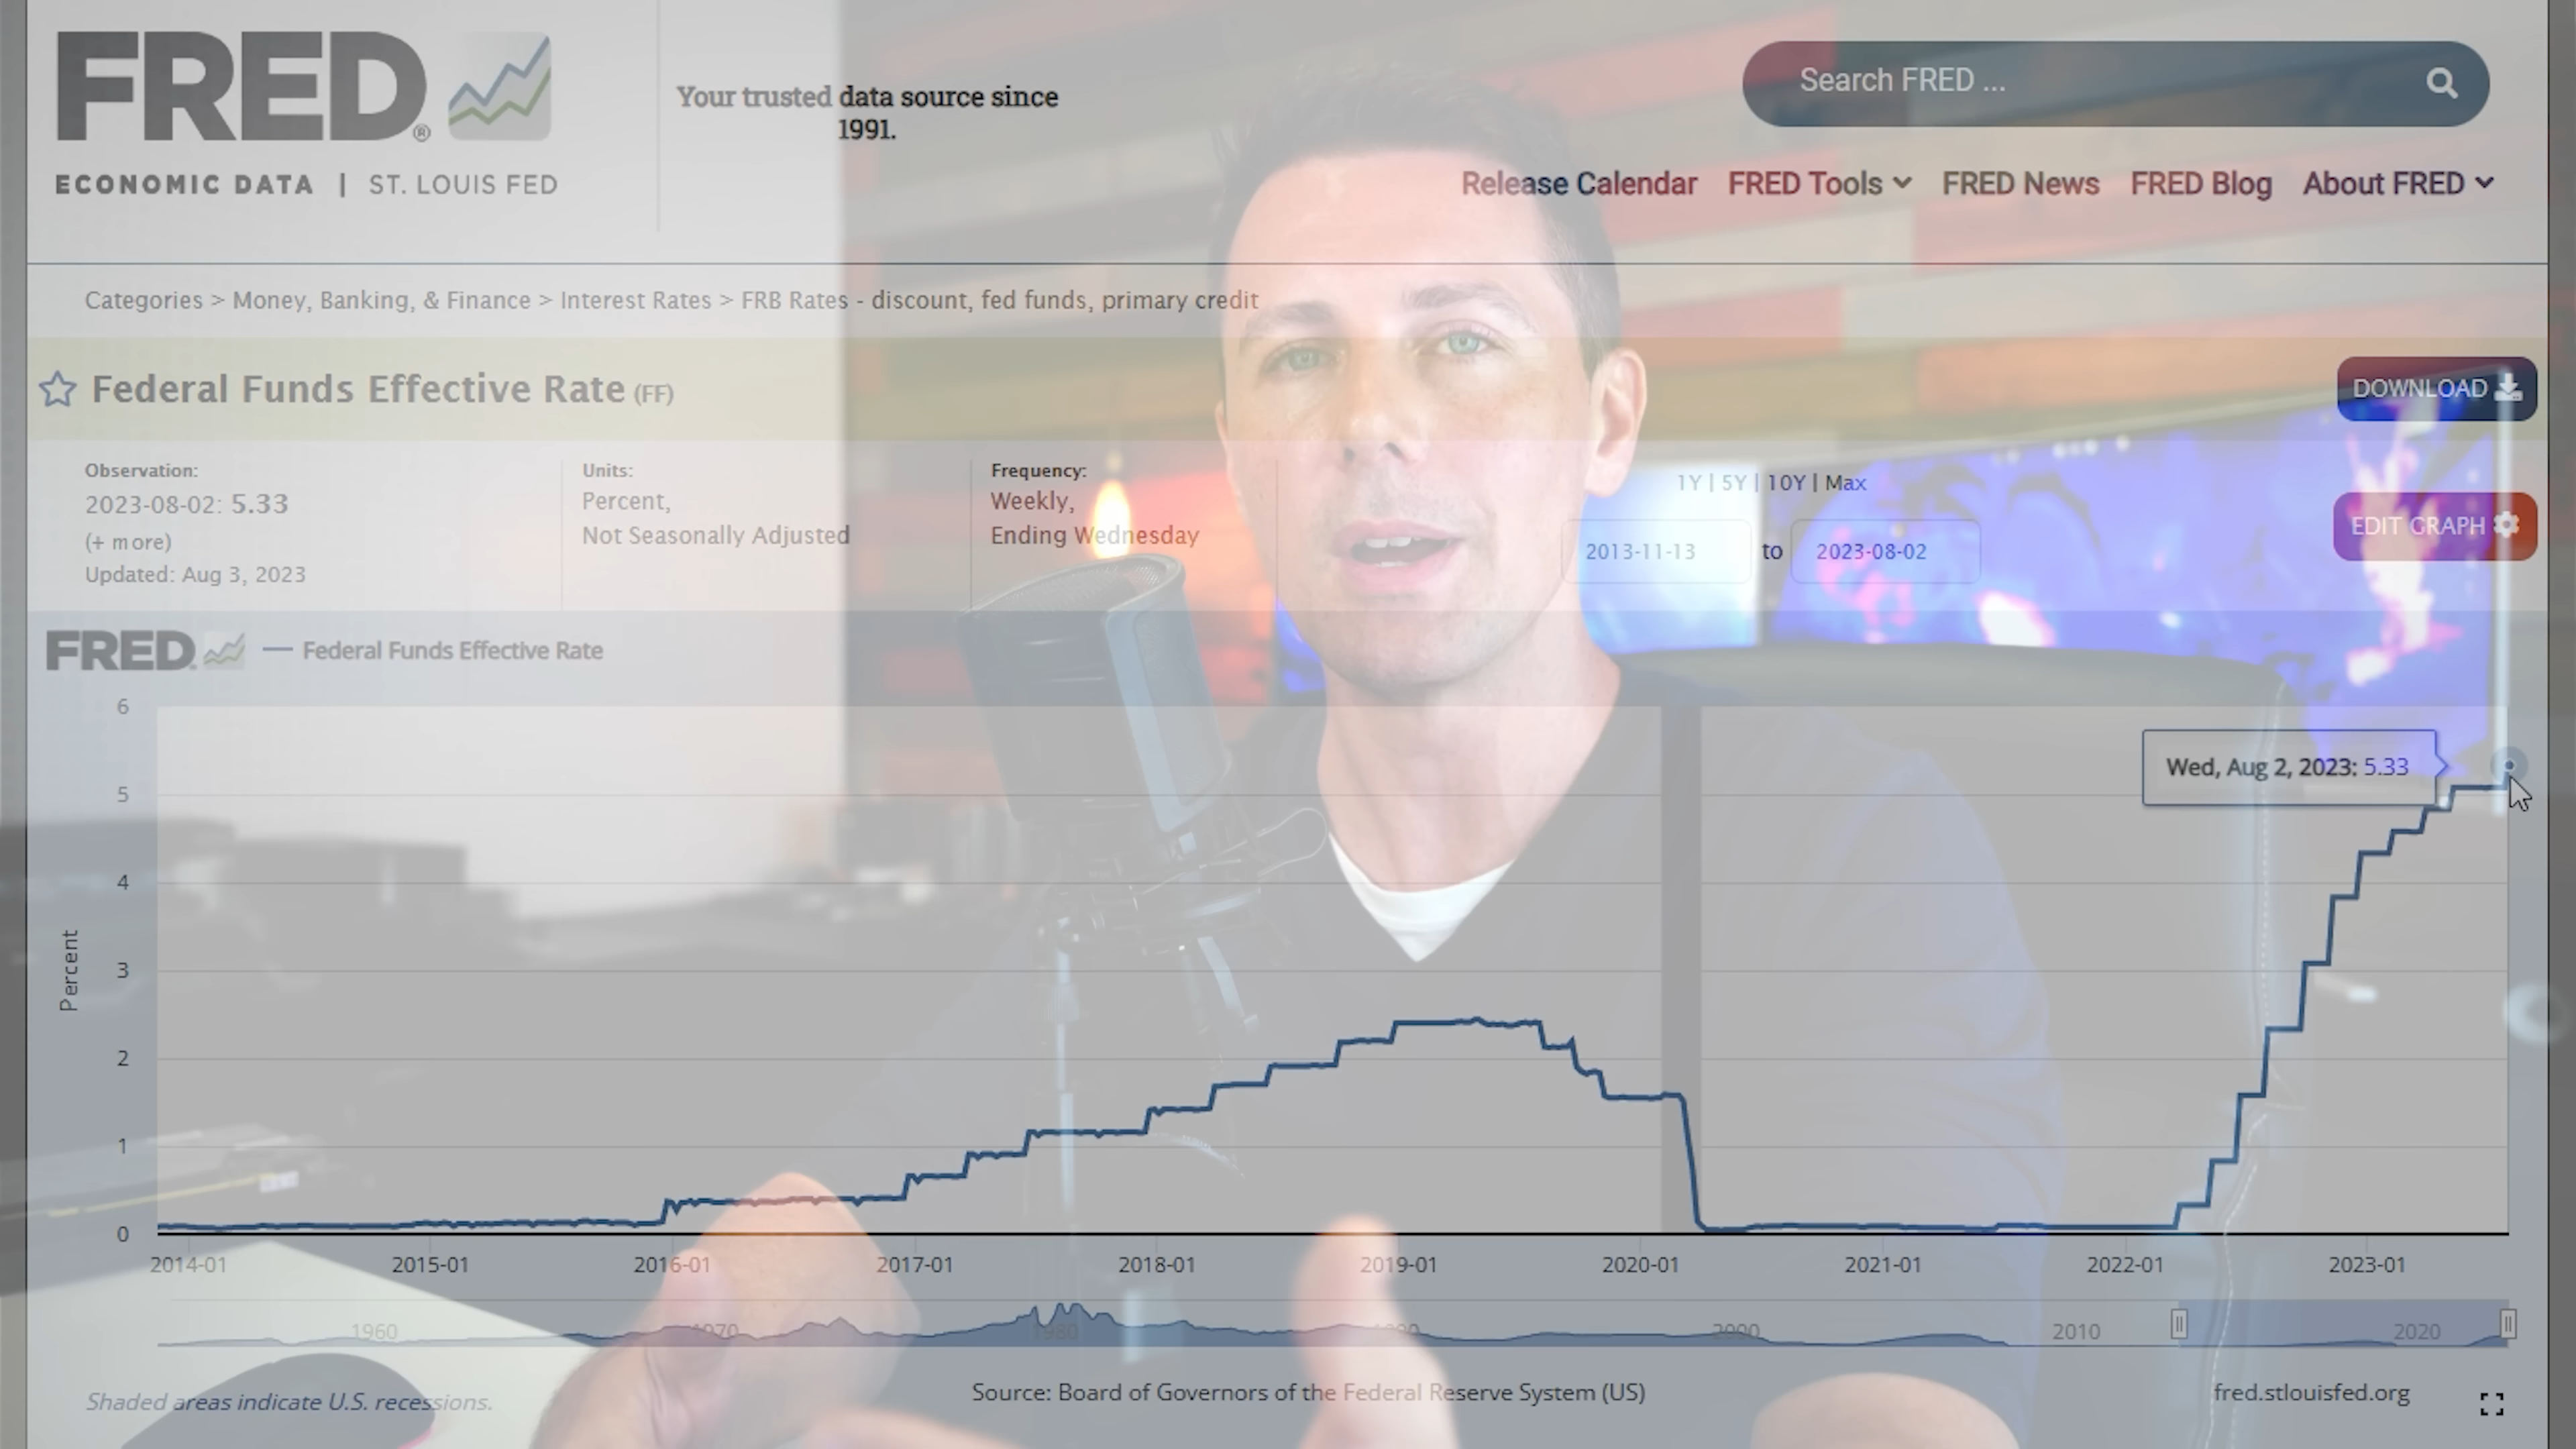 FRED®
ECONOMIC DATA | ST. LOUIS FED
Your trusted data source since
1991.
Search FRED ...
Release Calendar FRED Tools FRED News FRED Blog About FRED
Categories > Money, Banking, & Finance > Interest Rates > FRB Rates - discount, fed funds, primary credit
Federal Funds Effective Rate (FF)
DOWNLOAD
Observation:
2023-08-02: 5.33
(+ more)
Updated: Aug 3, 2023
Units:
Percent,
Not Seasonally Adjusted
Frequency:
Weekly,
Ending Wednesday
1Y | 5Y | 10Y | Max
2013-11-13 to 2023-08-02
EDIT GRAPH
FRED Federal Funds Effective Rate
Wed, Aug 2, 2023: 5.33
Percent
6
5
4
3
2
1
0
2014-01 2015-01 2016-01 2017-01 2018-01 2019-01 2020-01 2021-01 2022-01 2023-01
1960 1970 1980 1990 2000 2010 2020
Shaded areas indicate U.S. recessions.
Source: Board of Governors of the Federal Reserve System (US)
fred.stlouisfed.org